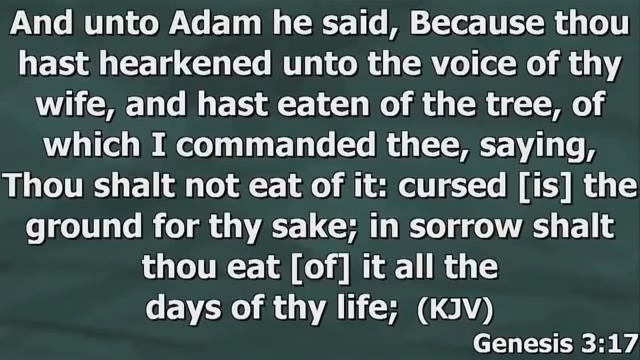 And unto Adam he said, Because thou
hast hearkened unto the voice of thy
wife, and hast eaten of the tree, of
which I commanded thee, saying,
Thou shalt not eat of it: cursed [is] the
ground for thy sake; in sorrow shalt
thou eat [of] it all the
days of thy life; (KJV)
Genesis 3:17